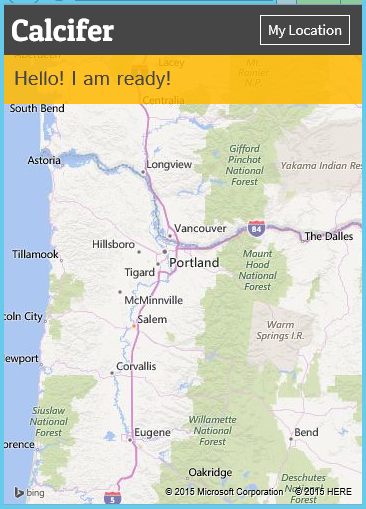 Calcifer
My Location
Hello! I am ready!
Lacey
Mt.
Rainier
N.P.
Centralia
South Bend
Gifford
Pinchot
National
Forest
Yakama Indian Res
Astoria
Longview
Vancouver
84
The Dalles
Hillsboro
Portland
Tillamook
Tigard
Mount
Hood
National
Forest
McMinnville
coln City
Salem
Warm
Springs I.R.
ewport
Corvallis
Siuslaw
National
Forest
Willamette
National
Forest
Eugene
Bend
orence
Oakridge
Deschutes
National
Forest
5
bing
© 2015 Microsoft Corporation
© 2015 HERE